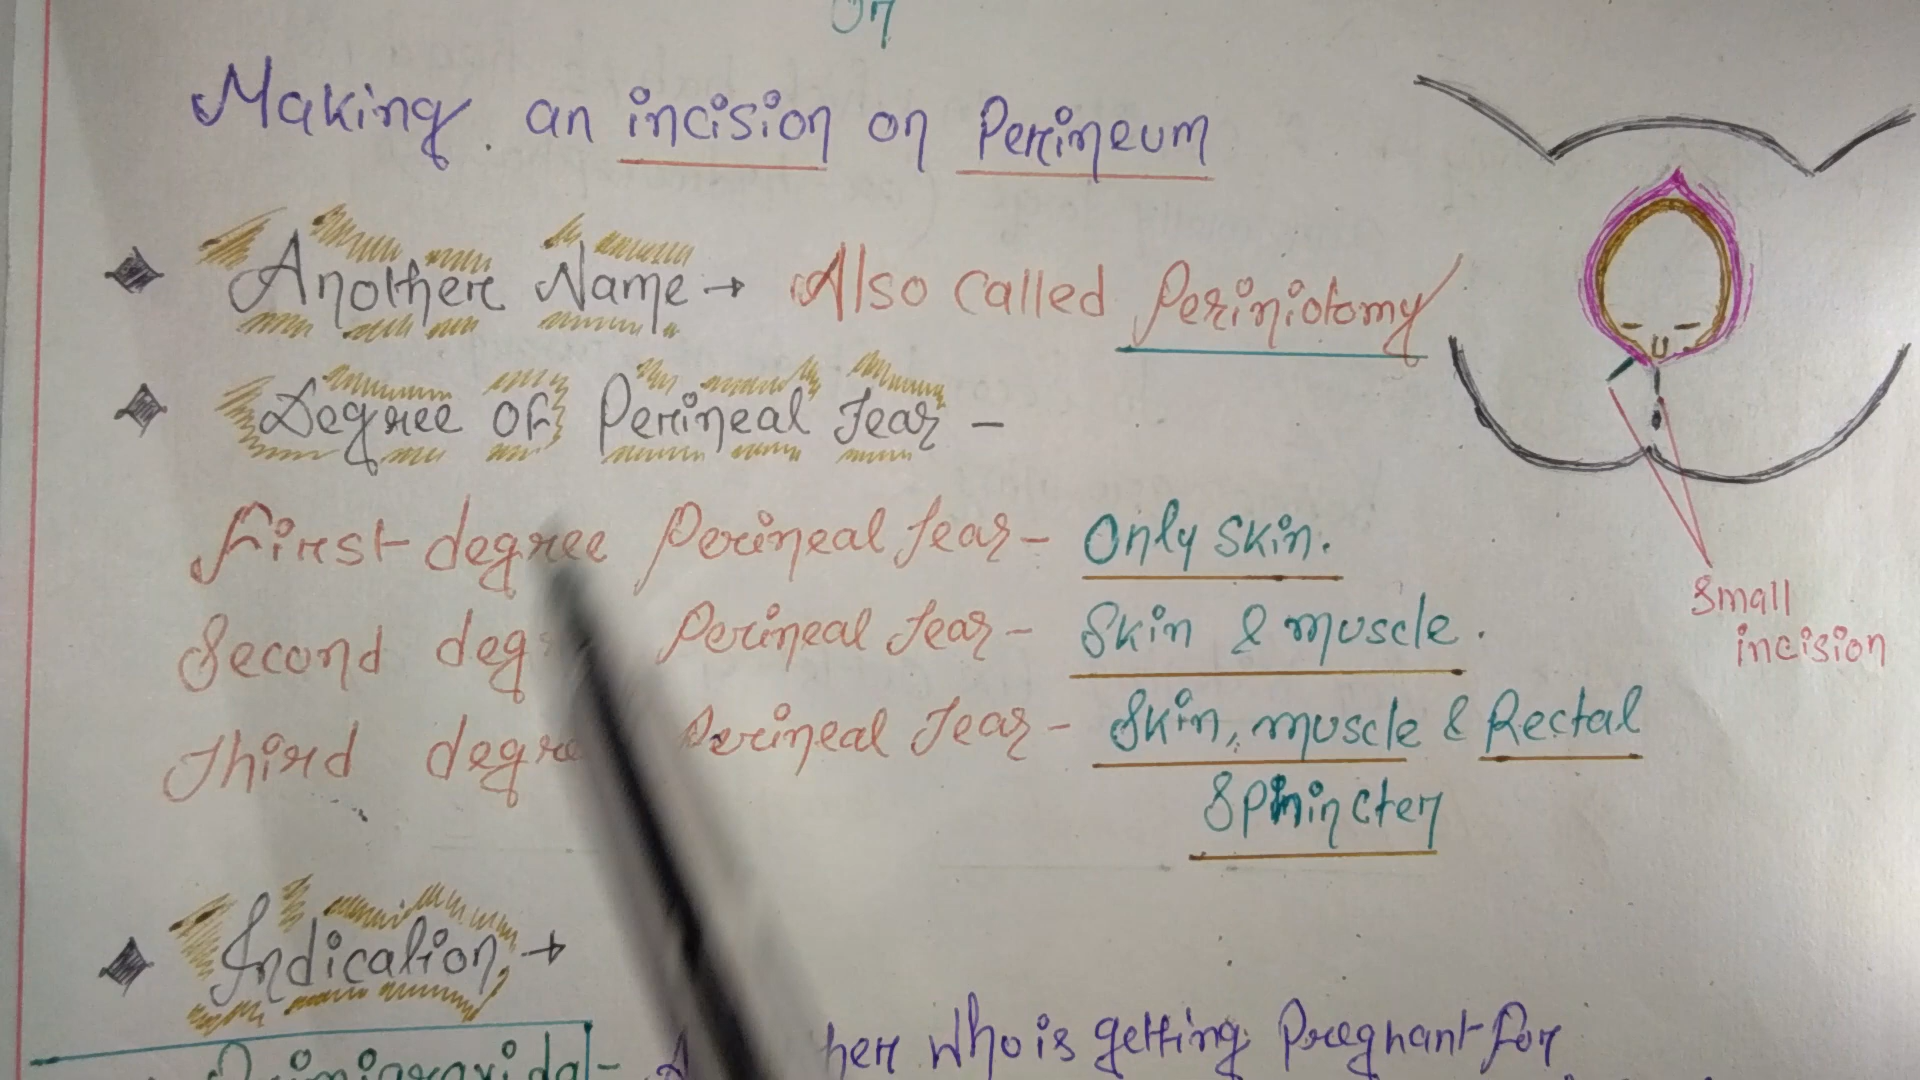 Making an incision on Perineum
Another Name → Also called Periniotomy
Degree of Perineal Tear –
First degree Perineal Tear – Only Skin.
Second deg Perineal Tear – Skin & muscle.
Third degre Perineal Tear – Skin, muscle & Rectal
Sphincter
Small
incision
Indication →
Primigravida – who is getting Pregnant for